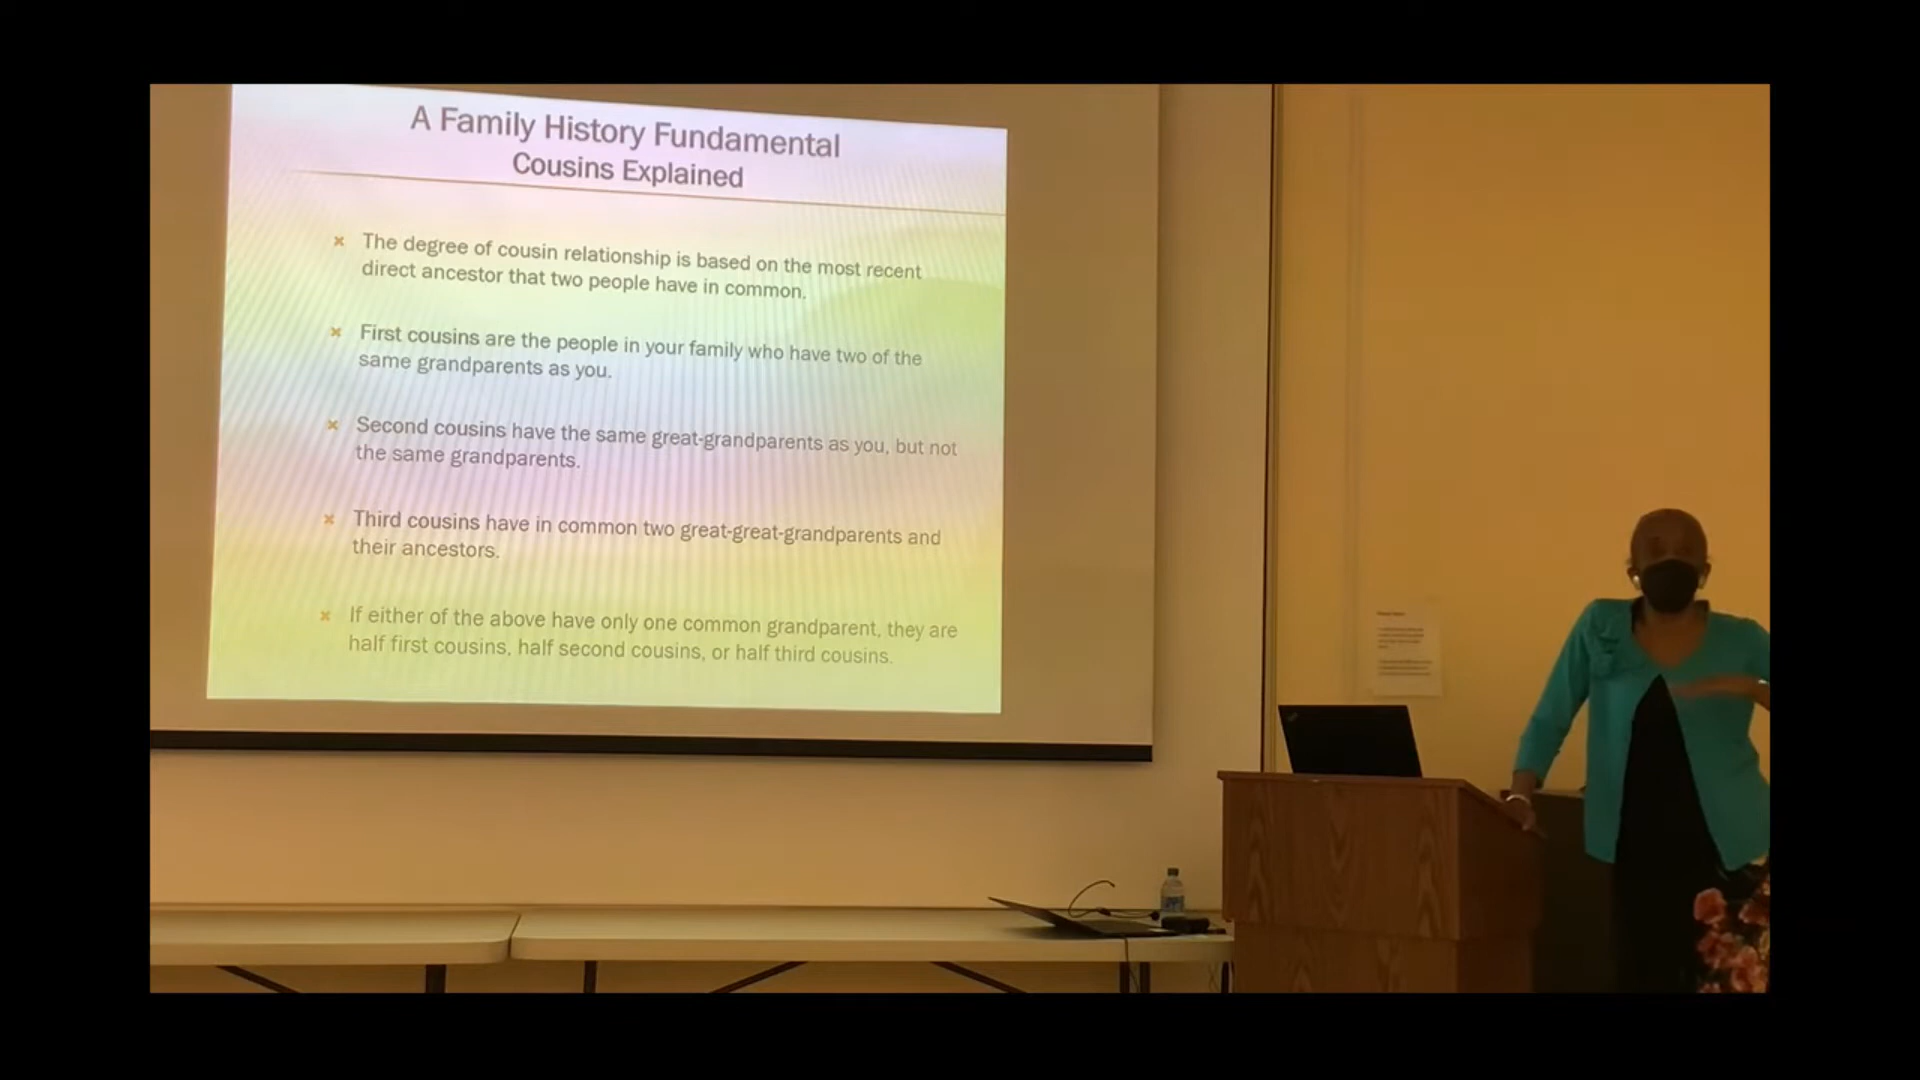 A Family History Fundamental
Cousins Explained
The degree of cousin relationship is based on the most recent
direct ancestor that two people have in common.
First cousins are the people in your family who have two of the
same grandparents as you.
Second cousins have the same great-grandparents as you, but not
the same grandparents.
Third cousins have in common two great-great-grandparents and
their ancestors.
If either of the above have only one common grandparent, they are
half first cousins, half second cousins, or half third cousins.